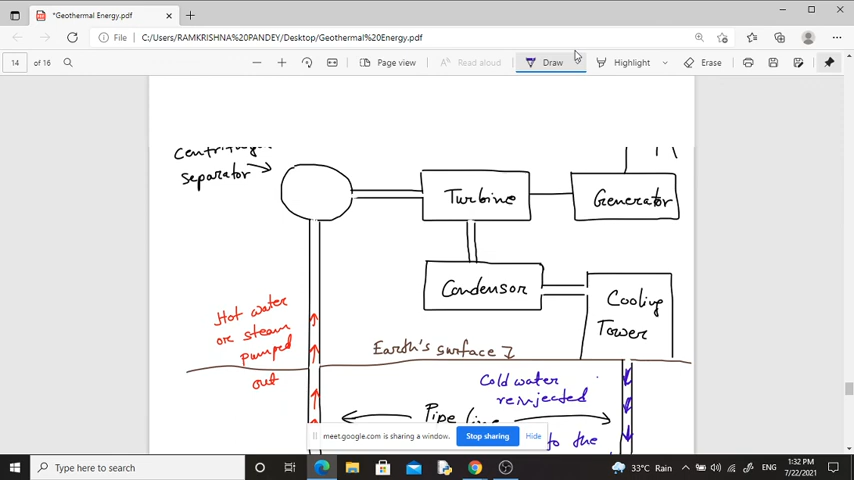 *Geothermal Energy.pdf
File
C:/Users/RAMKRISHNA%20PANDEY/Desktop/Geothermal%20Energy.pdf
14 of 16
Page view
Read aloud
Draw
Highlight
Erase
separator
Turbine
Generator
Condensor
Cooling
Tower
Hot water
or steam
pumped
out
Earth's surface
Cold water
reinjected
Pipe line
to the
meet.google.com is sharing a window.
Stop sharing
Hide
Type here to search
33°C Rain
ENG
1:32 PM
7/22/2021